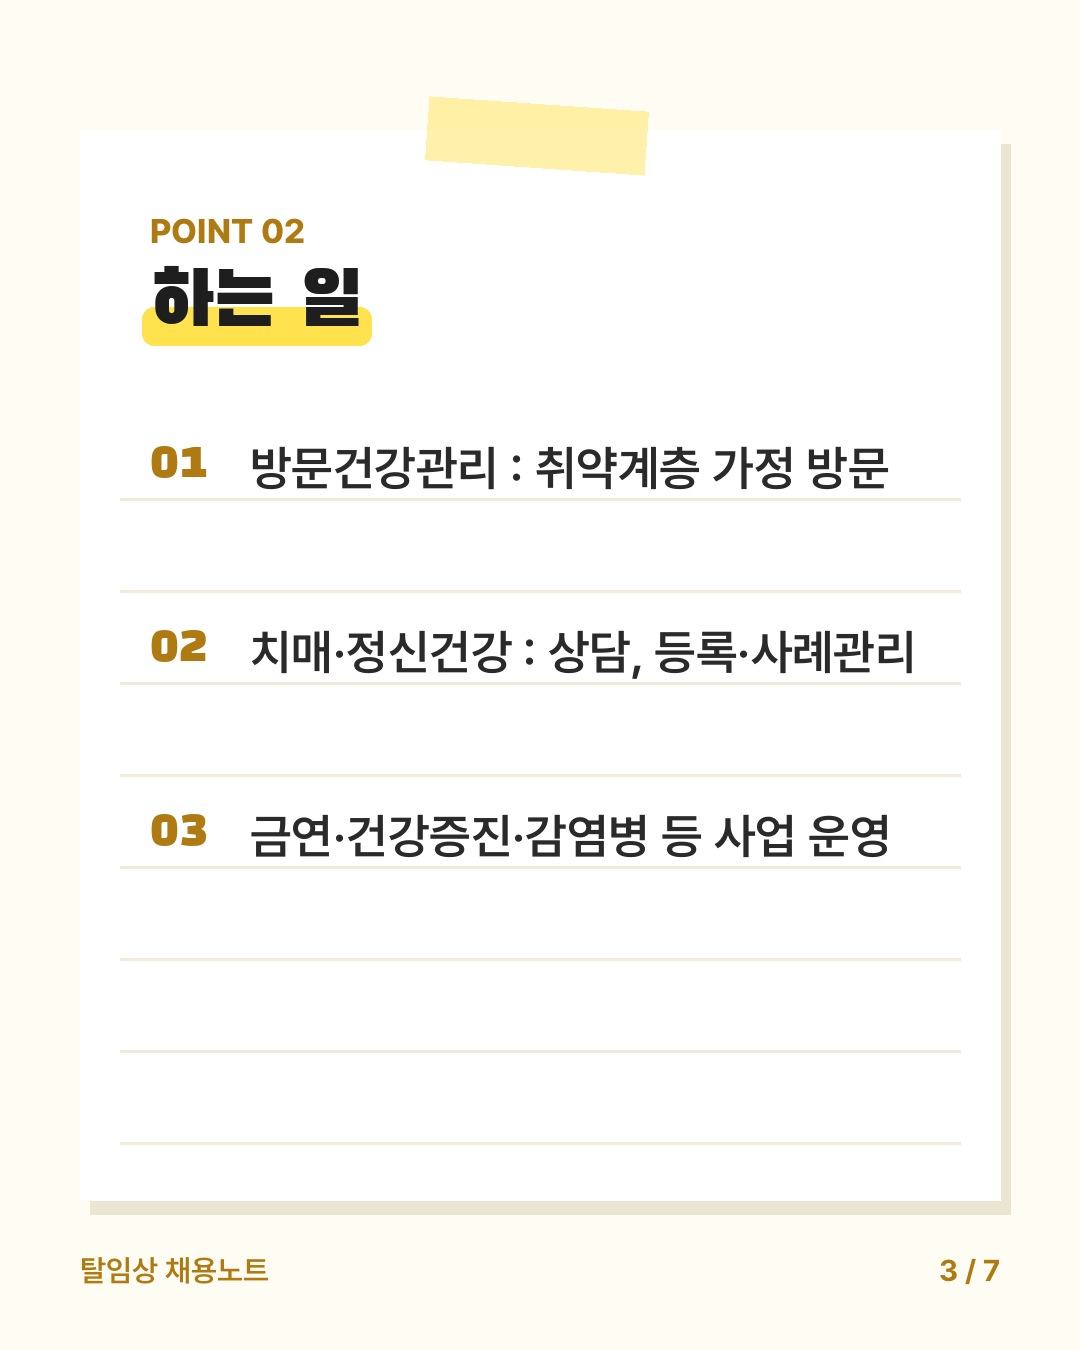 POINT 02
하는 일
01 방문건강관리 : 취약계층 가정 방문
02 치매·정신건강 : 상담, 등록·사례관리
03 금연·건강증진·감염병 등 사업 운영
탈임상 채용노트
3 / 7